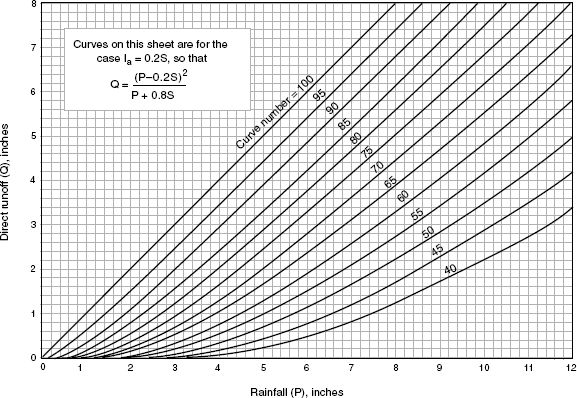 Curves on this sheet are for the
case Ia = 0.2S, so that
Q = (P–0.2S)2
P + 0.8S
Curve number = 100
95
90
85
80
75
70
65
60
55
50
45
40
Direct runoff (Q), inches
8
7
6
5
4
3
2
1
0
0 1 2 3 4 5 6 7 8 9 10 11 12
Rainfall (P), inches